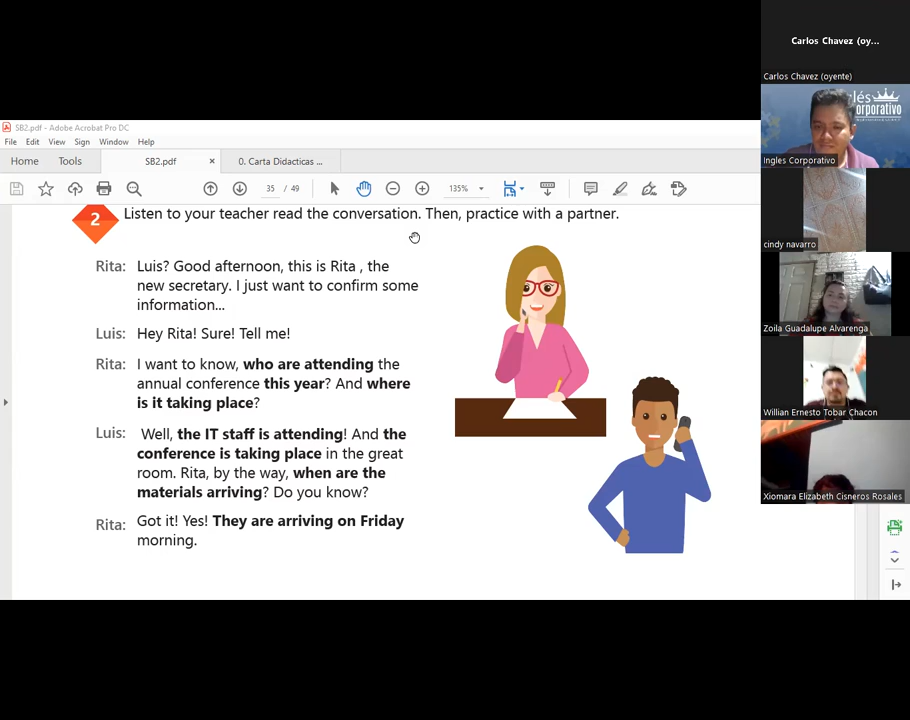 Carlos Chavez (oy...
Carlos Chavez (oyente)
lés
orporativo
Ingles Corporativo
cindy navarro
Zoila Guadalupe Alvarenga
Willian Ernesto Tobar Chacon
Xiomara Elizabeth Cisneros Rosales
SB2.pdf - Adobe Acrobat Pro DC
File Edit View Sign Window Help
Home Tools SB2.pdf × 0. Carta Didacticas ...
35 / 49 135%
2 Listen to your teacher read the conversation. Then, practice with a partner.
Rita: Luis? Good afternoon, this is Rita , the
new secretary. I just want to confirm some
information...
Luis: Hey Rita! Sure! Tell me!
Rita: I want to know, who are attending the
annual conference this year? And where
is it taking place?
Luis: Well, the IT staff is attending! And the
conference is taking place in the great
room. Rita, by the way, when are the
materials arriving? Do you know?
Rita: Got it! Yes! They are arriving on Friday
morning.